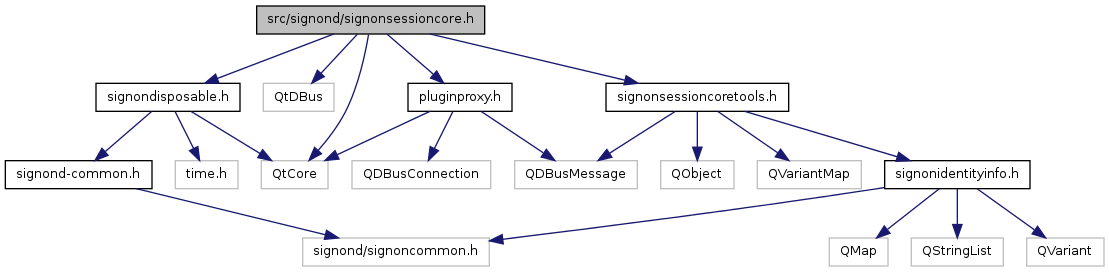 src/signond/signonsessioncore.h
signondisposable.h
QtDBus
pluginproxy.h
signonsessioncoretools.h
signond-common.h
time.h
QtCore
QDBusConnection
QDBusMessage
QObject
QVariantMap
signonidentityinfo.h
signond/signoncommon.h
QMap
QStringList
QVariant